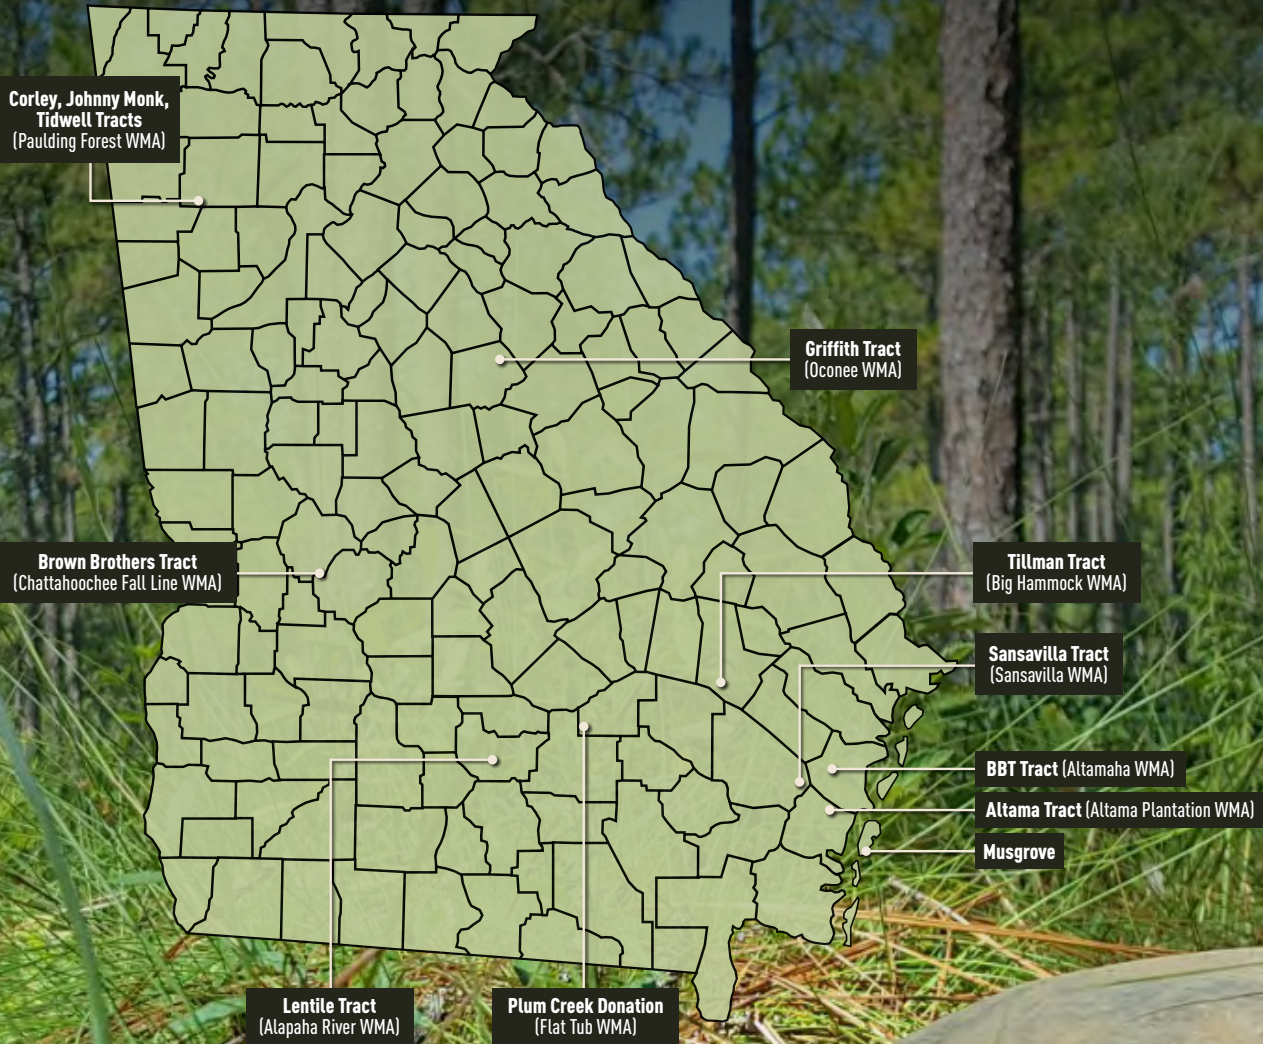 Corley, Johnny Monk,
Tidwell Tracts
(Paulding Forest WMA)
Griffith Tract
(Oconee WMA)
Brown Brothers Tract
(Chattahoochee Fall Line WMA)
Tillman Tract
(Big Hammock WMA)
Sansavilla Tract
(Sansavilla WMA)
BBT Tract (Altamaha WMA)
Altama Tract (Altama Plantation WMA)
Musgrove
Lentile Tract
(Alapaha River WMA)
Plum Creek Donation
(Flat Tub WMA)